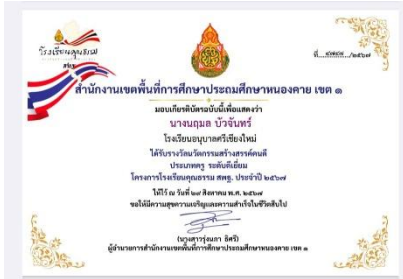 โรงเรียนคุณธรรม
สพฐ.
ที่ /๒๕๖๗
สำนักงานเขตพื้นที่การศึกษาประถมศึกษาหนองคาย เขต ๑
มอบเกียรติบัตรฉบับนี้เพื่อแสดงว่า
นางนฤมล บัวจันทร์
โรงเรียนอนุบาลศรีเชียงใหม่
ได้รับรางวัลนวัตกรรมสร้างสรรค์คนดี
ประเภทครู ระดับดีเยี่ยม
โครงการโรงเรียนคุณธรรม สพฐ. ประจำปี ๒๕๖๗
ให้ไว้ ณ วันที่ สิงหาคม พ.ศ. ๒๕๖๗
ขอให้มีความสุขความเจริญและความสำเร็จในชีวิตสืบไป
ผู้อำนวยการสำนักงานเขตพื้นที่การศึกษาประถมศึกษาหนองคาย เขต ๑